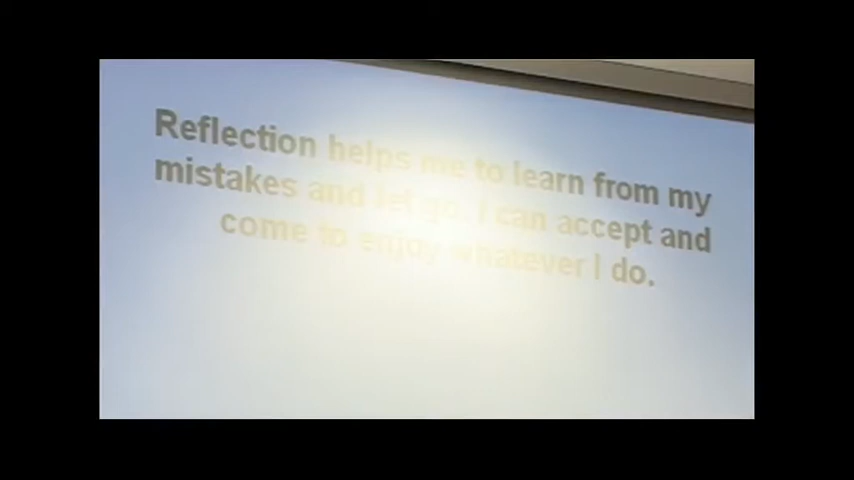 Reflection helps me to learn from my
mistakes and let go. I can accept and
come to enjoy whatever I do.